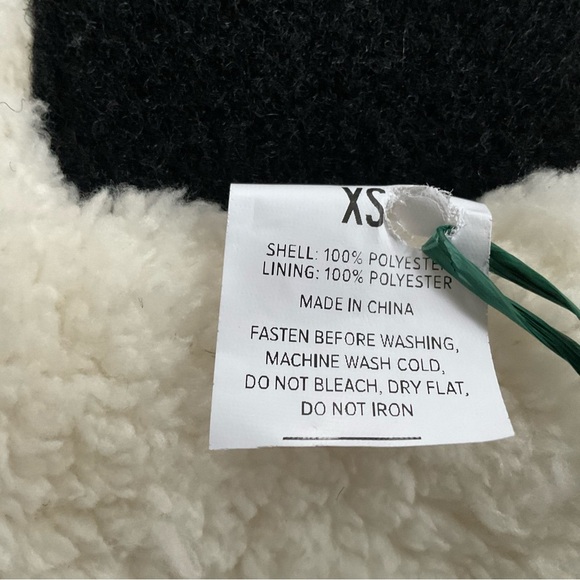 XS
SHELL: 100% POLYESTER
LINING: 100% POLYESTER
MADE IN CHINA
FASTEN BEFORE WASHING,
MACHINE WASH COLD,
DO NOT BLEACH, DRY FLAT,
DO NOT IRON